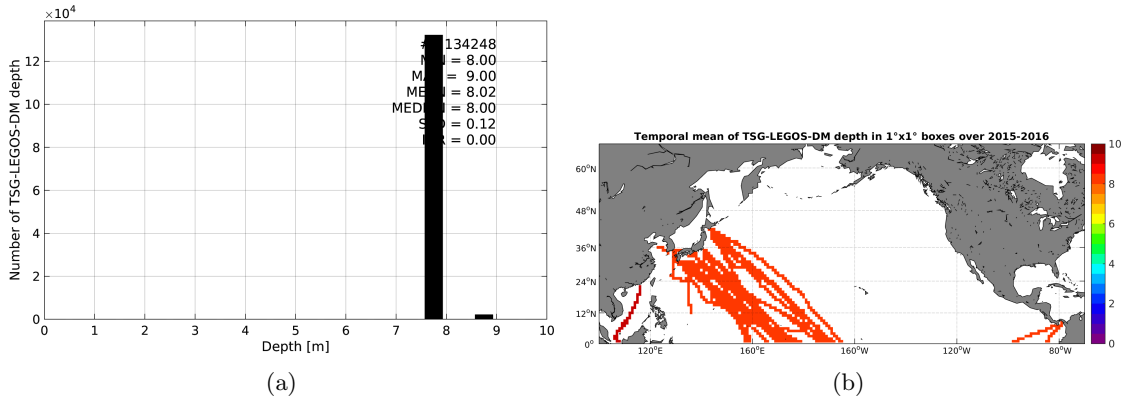 ×10⁴
Number of TSG-LEGOS-DM depth
12
10
8
6
4
2
0
134248
= 8.00
= 9.00
= 8.02
= 8.00
= 0.12
= 0.00
0 1 2 3 4 5 6 7 8 9 10
Depth [m]
(a)
Temporal mean of TSG-LEGOS-DM depth in 1°x1° boxes over 2015-2016
60°N
48°N
36°N
24°N
12°N
0°
120°E 160°E 160°W 120°W 80°W
10
8
6
4
2
0
(b)